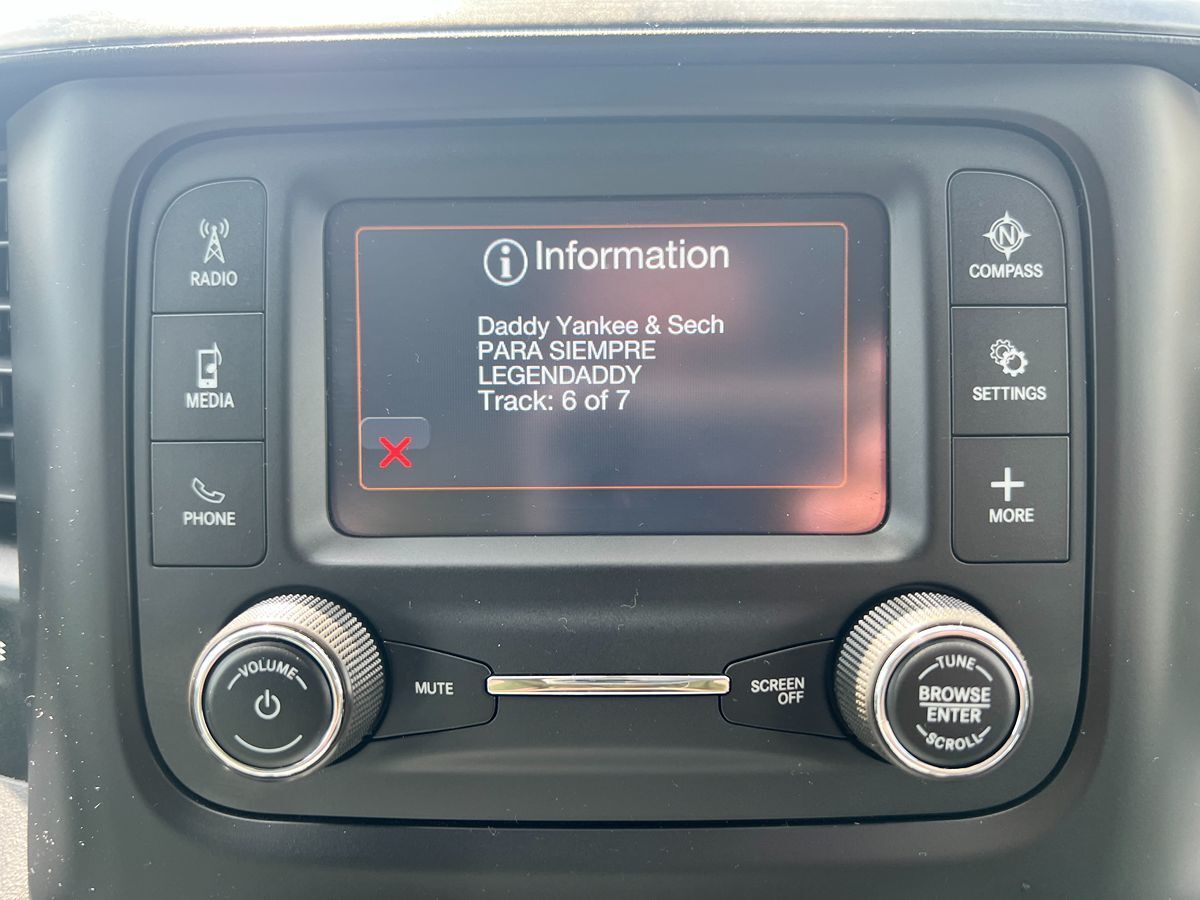 RADIO
MEDIA
PHONE
i Information
Daddy Yankee & Sech
PARA SIEMPRE
LEGENDADDY
Track: 6 of 7
N
COMPASS
SETTINGS
MORE
VOLUME
MUTE
SCREEN
OFF
TUNE
BROWSE
ENTER
SCROLL